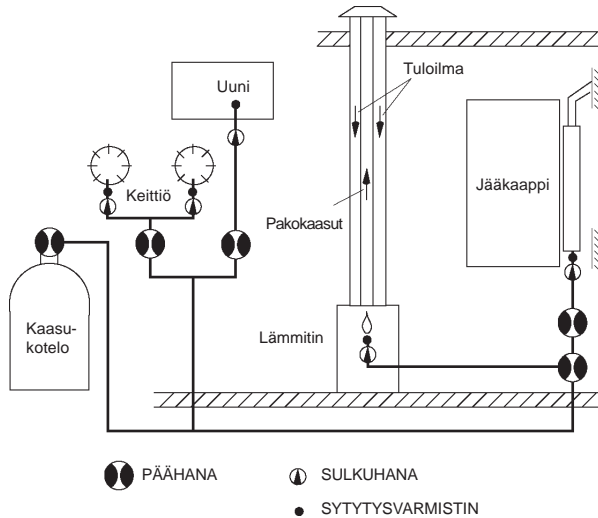 Tuloilma
Uuni
Keittiö
Jääkaappi
Pakokaasut
Kaasu-
kotelo
Lämmitin
PÄÄHANA
SULKUHANA
SYTYTYSVARMISTIN